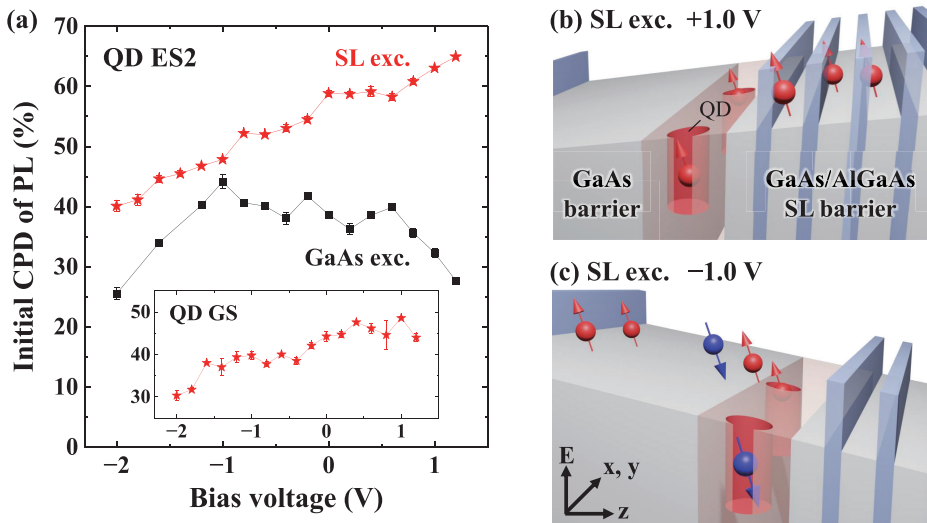 (a)
QD ES2
SL exc.
GaAs exc.
Initial CPD of PL (%)
70
60
50
40
30
20
10
0
−2
−1
0
1
Bias voltage (V)
QD GS
50
40
30
−2
−1
0
1
(b) SL exc. +1.0 V
QD
GaAs
barrier
GaAs/AlGaAs
SL barrier
(c) SL exc. −1.0 V
E
x, y
z